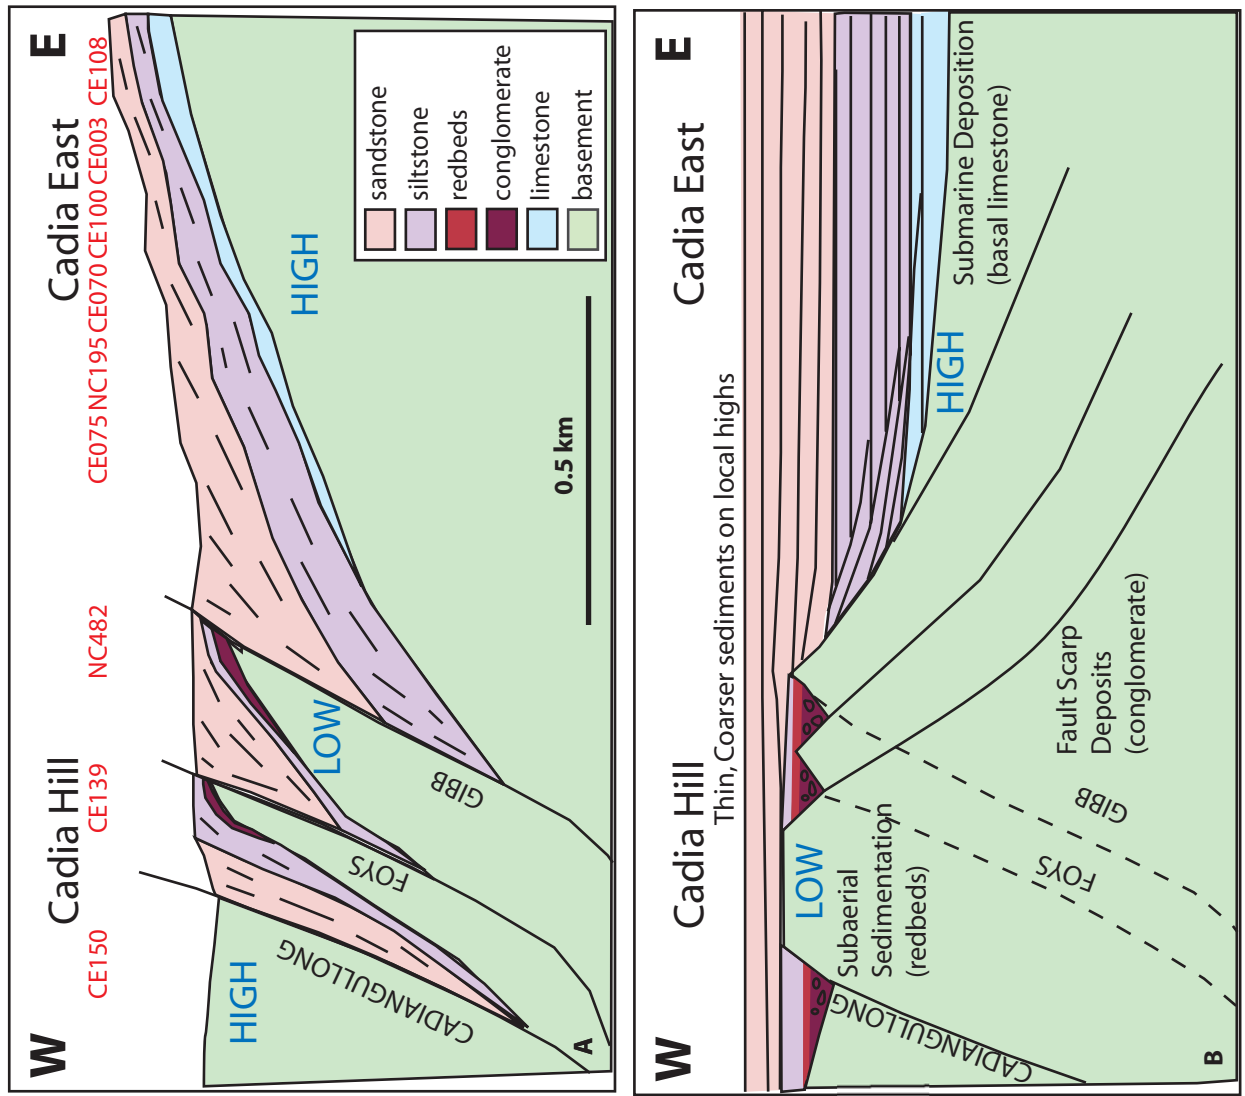 W
Cadia Hill
Cadia East
E
CE150
CE139
NC482
CE075
NC195
CE070
CE100
CE003
CE108
HIGH
LOW
HIGH
CADIANGULLONG
FOYS
GIBB
0.5 km
sandstone
siltstone
redbeds
conglomerate
limestone
basement
A
W
Cadia Hill
Cadia East
E
Thin, Coarser sediments on local highs
LOW
HIGH
Subaerial
Sedimentation
(redbeds)
Submarine Deposition
(basal limestone)
Fault Scarp
Deposits
(conglomerate)
CADIANGULLONG
FOYS
GIBB
B